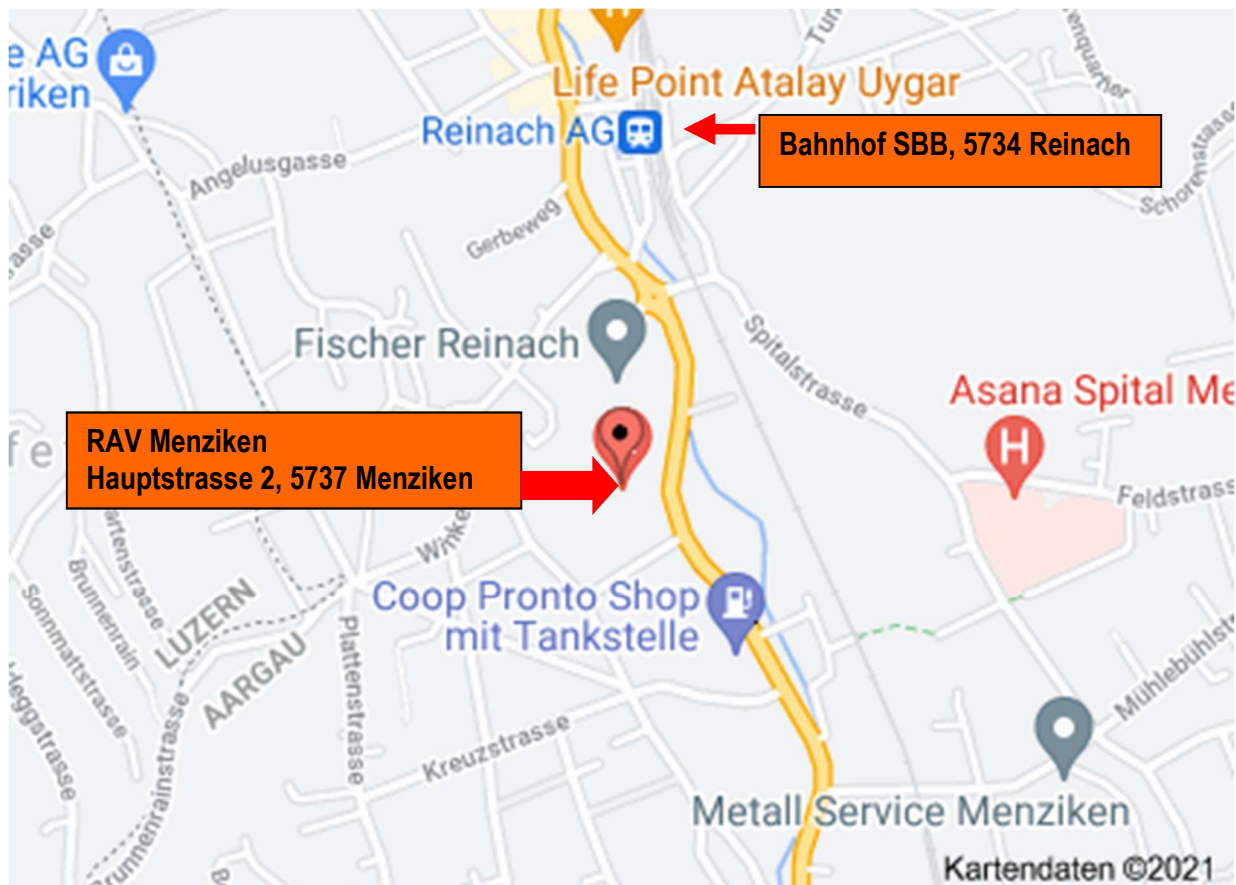 e AG
riken
Life Point Atalay Uygar
Reinach AG
Bahnhof SBB, 5734 Reinach
Angelusgasse
Gerbeweg
Schorenstrasse
Fischer Reinach
Spitalstrasse
Asana Spital Me
H
RAV Menziken
Hauptstrasse 2, 5737 Menziken
Feldstrass
Winke
Coop Pronto Shop
mit Tankstelle
Brunnenrain
Sonnmattstrasse
LUZERN
AARGAU
Plattenstrasse
Mühlebühlst
Kreuzstrasse
Brunnenrainstrasse
Metall Service Menziken
Kartendaten ©2021